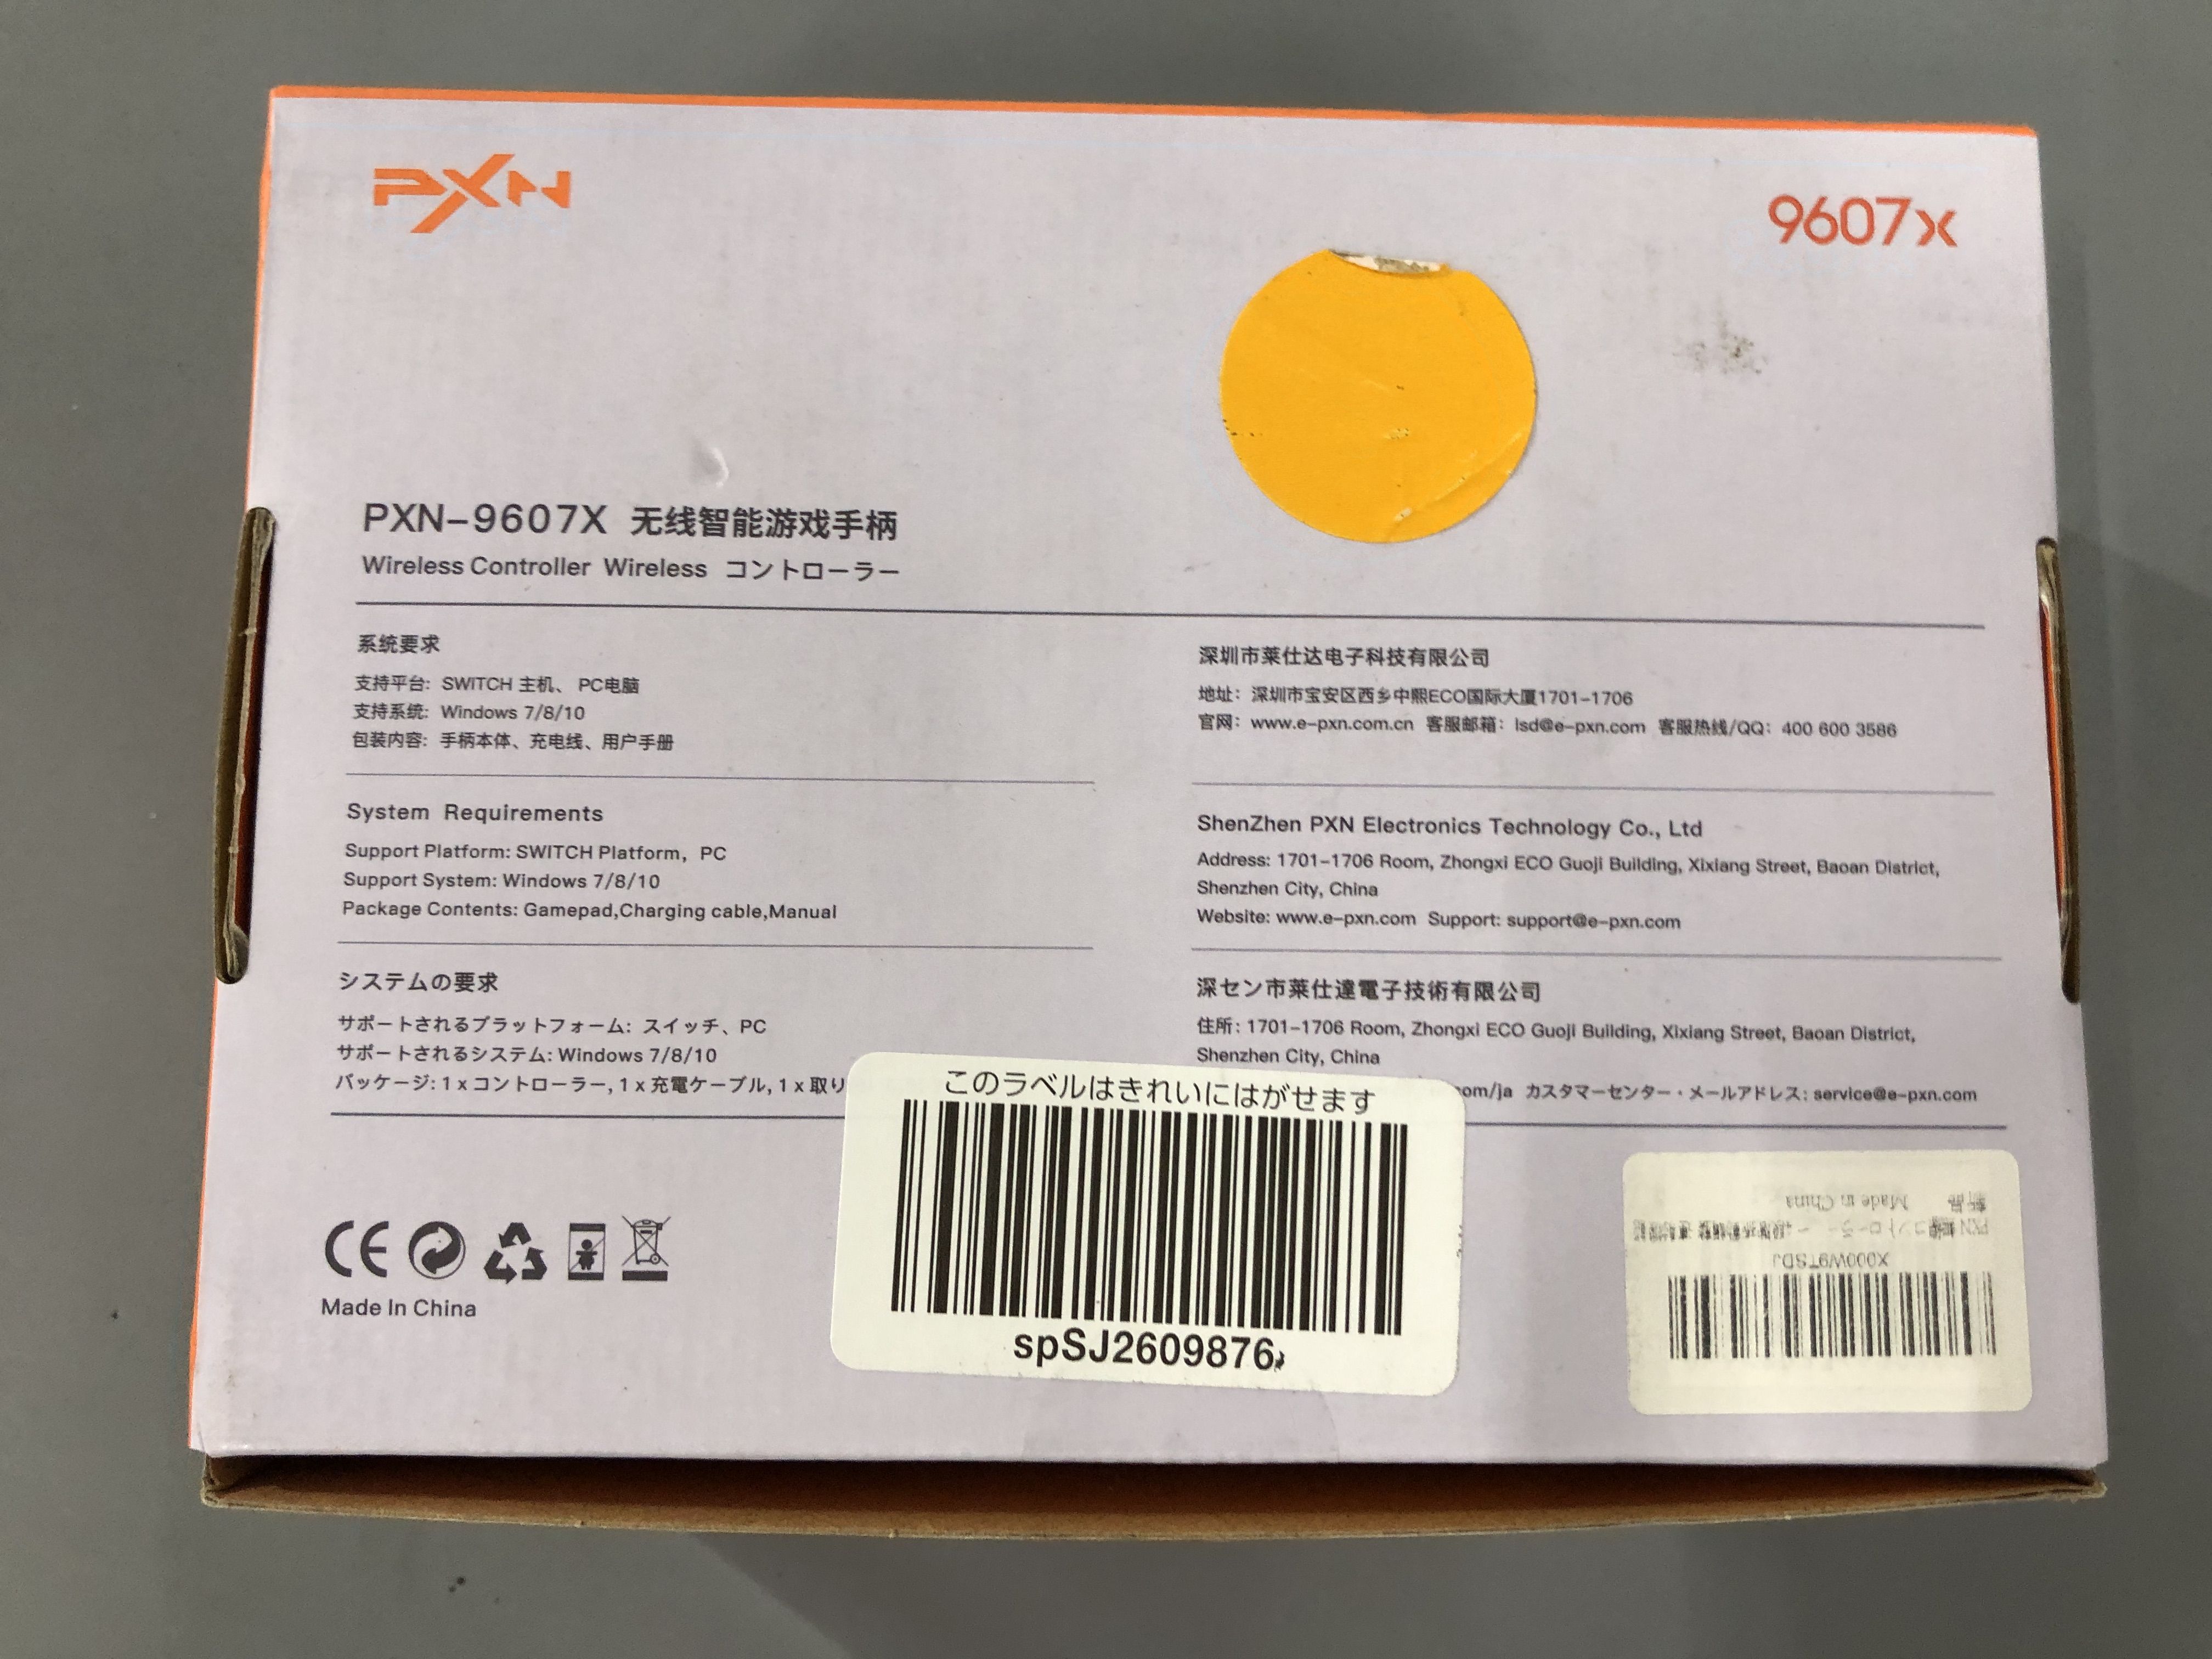 PXN
9607X
PXN-9607X 无线智能游戏手柄
Wireless Controller Wireless コントローラー
系统要求
支持平台: SWITCH 主机、 PC电脑
支持系统: Windows 7/8/10
包装内容: 手柄本体、充电线、用户手册
System Requirements
Support Platform: SWITCH Platform, PC
Support System: Windows 7/8/10
Package Contents: Gamepad,Charging cable,Manual
システムの要求
サポートされるプラットフォーム: スイッチ、PC
サポートされるシステム: Windows 7/8/10
パッケージ: 1 x コントローラー, 1 x 充電ケーブル, 1 x 取り
深圳市莱仕达电子科技有限公司
地址: 深圳市宝安区西乡中熙ECO国际大厦1701-1706
官网: www.e-pxn.com.cn 客服邮箱: lsd@e-pxn.com 客服热线/QQ: 400 600 3586
ShenZhen PXN Electronics Technology Co., Ltd
Address: 1701-1706 Room, Zhongxi ECO Guoji Building, Xixiang Street, Baoan District,
Shenzhen City, China
Website: www.e-pxn.com Support: support@e-pxn.com
深セン市莱仕達電子技術有限公司
住所: 1701-1706 Room, Zhongxi ECO Guoji Building, Xixiang Street, Baoan District,
Shenzhen City, China
com/ja カスタマーセンター・メールアドレス: service@e-pxn.com
CE
Made In China
このラベルはきれいにはがせます
spSJ2609876
X000W9TSDJ
PXN
新品 Made in China